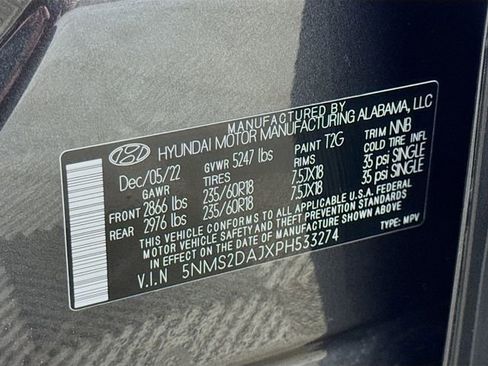 MANUFACTURED BY
HYUNDAI MOTOR MANUFACTURING ALABAMA, LLC
Dec/05/22 GVWR 5247 lbs PAINT T2G TRIM NNB
GAWR TIRES RIMS COLD TIRE INFL
FRONT 2866 lbs 235/60R18 7.5JX18 35 psi SINGLE
REAR 2976 lbs 235/60R18 7.5JX18 35 psi SINGLE
THIS VEHICLE CONFORMS TO ALL APPLICABLE U.S.A. FEDERAL
MOTOR VEHICLE SAFETY AND THEFT PREVENTION STANDARDS
IN EFFECT ON THE DATE OF MANUFACTURE SHOWN ABOVE.
V.I.N 5NMS2DAJXPH533274 TYPE: MPV